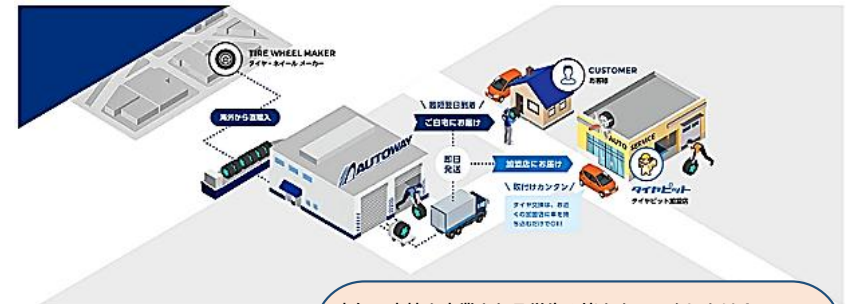 TIRE WHEEL MAKER
タイヤ・ホイール メーカー
海外から直輸入
AUTOWAY
最短翌日到着
ご自宅にお届け
即日
発送
加盟店にお届け
取付けカンタン
タイヤ交換は、お近
くの加盟店に車を持
ち込むだけでOK!
CUSTOMER
お客様
AUTO SERVICE
タイヤピット
タイヤピット加盟店